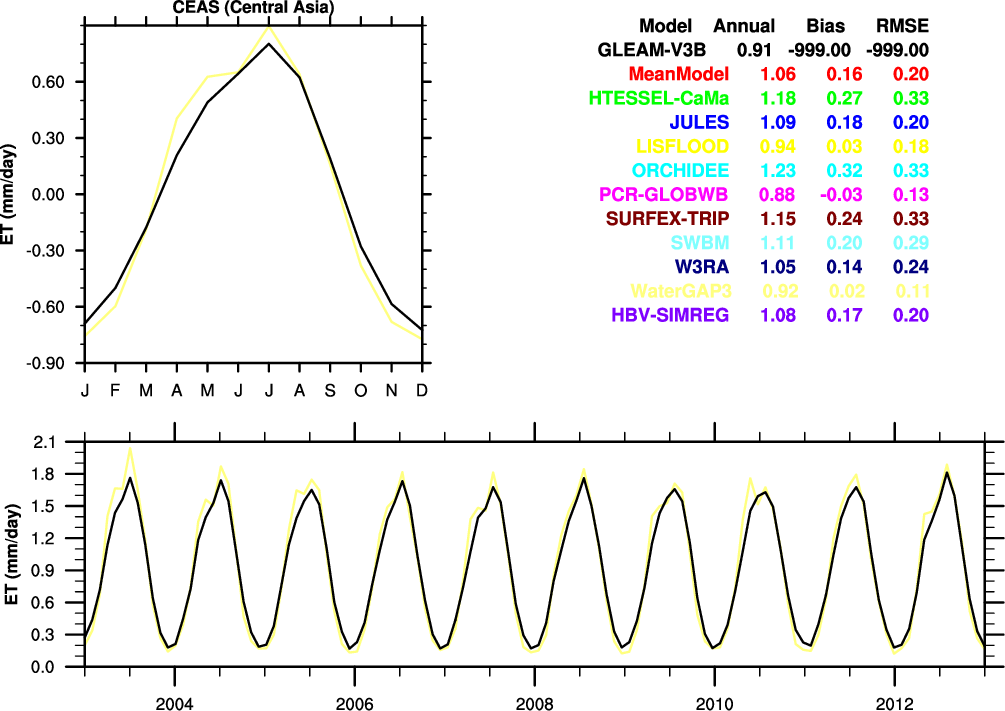 CEAS (Central Asia)
ET (mm/day)
0.60
0.30
0.00
-0.30
-0.60
-0.90
J F M A M J J A S O N D
Model Annual Bias RMSE
GLEAM-V3B 0.91 -999.00 -999.00
MeanModel 1.06 0.16 0.20
HTESSEL-CaMa 1.18 0.27 0.33
JULES 1.09 0.18 0.20
LISFLOOD 0.94 0.03 0.18
ORCHIDEE 1.23 0.32 0.33
PCR-GLOBWB 0.88 -0.03 0.13
SURFEX-TRIP 1.15 0.24 0.33
SWBM 1.11 0.20 0.29
W3RA 1.05 0.14 0.24
WaterGAP3 0.92 0.02 0.11
HBV-SIMREG 1.08 0.17 0.20
ET (mm/day)
2.1
1.8
1.5
1.2
0.9
0.6
0.3
0.0
2004 2006 2008 2010 2012